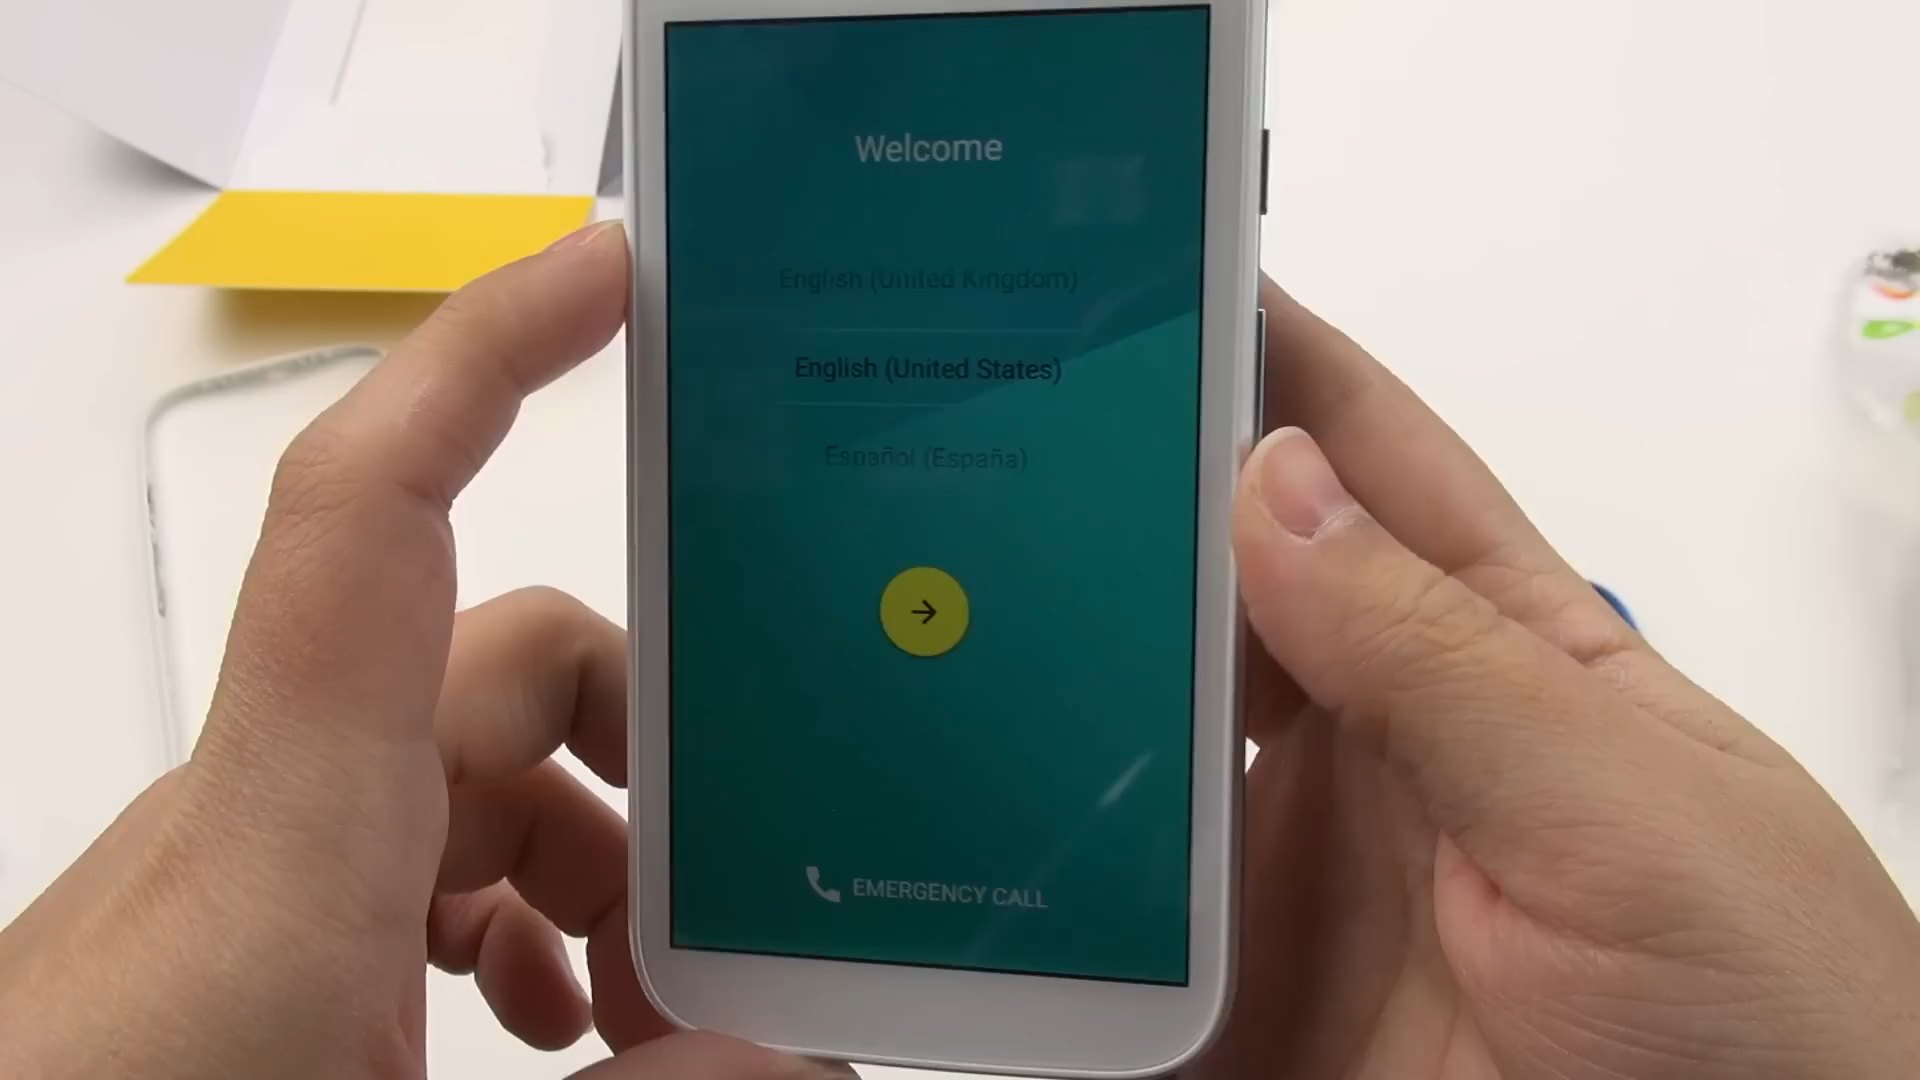 Welcome
English (United Kingdom)
English (United States)
Español (España)
EMERGENCY CALL